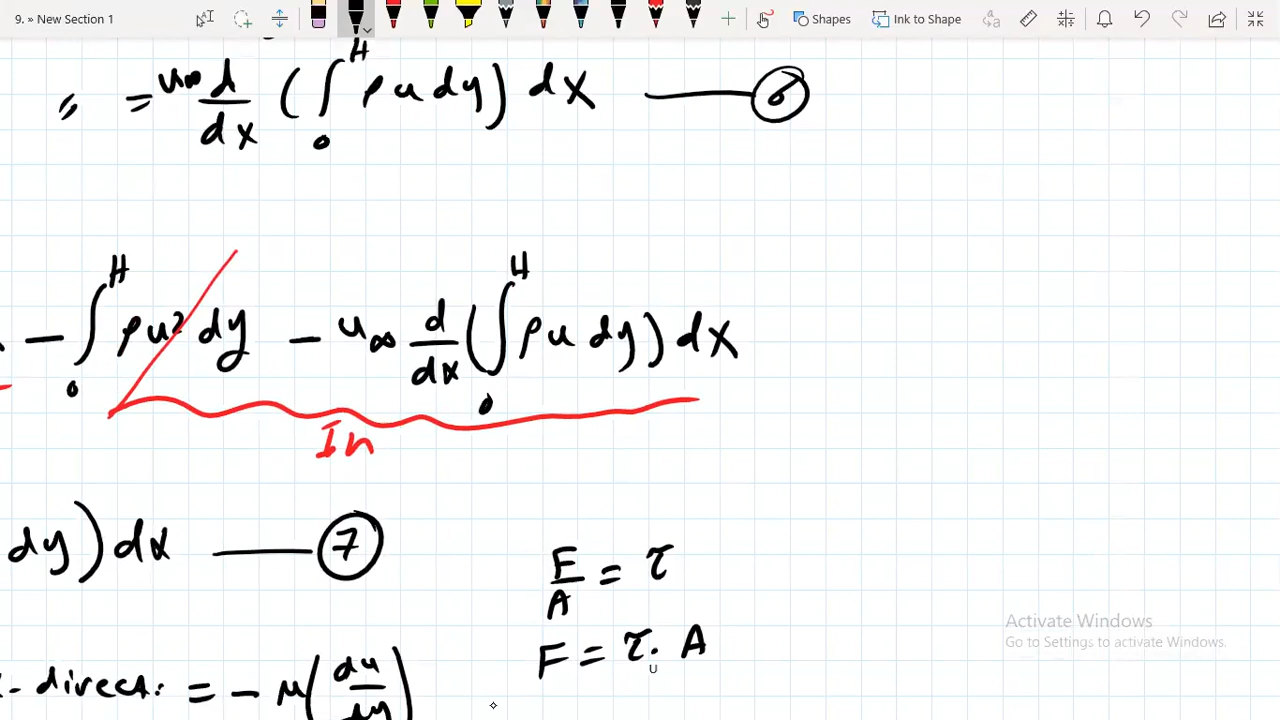 9. » New Section 1
Shapes
Ink to Shape
〃 = u∞ d/dx (∫₀ᴴ ρu dy) dx —— ⑥
− ∫₀ᴴ ρu² dy − u∞ d/dx (∫₀ᴴ ρu dy) dx
In
dy) dx —— ⑦
F/A = τ
F = τ. A
- direct: = − μ(du/dy)
Activate Windows
Go to Settings to activate Windows.